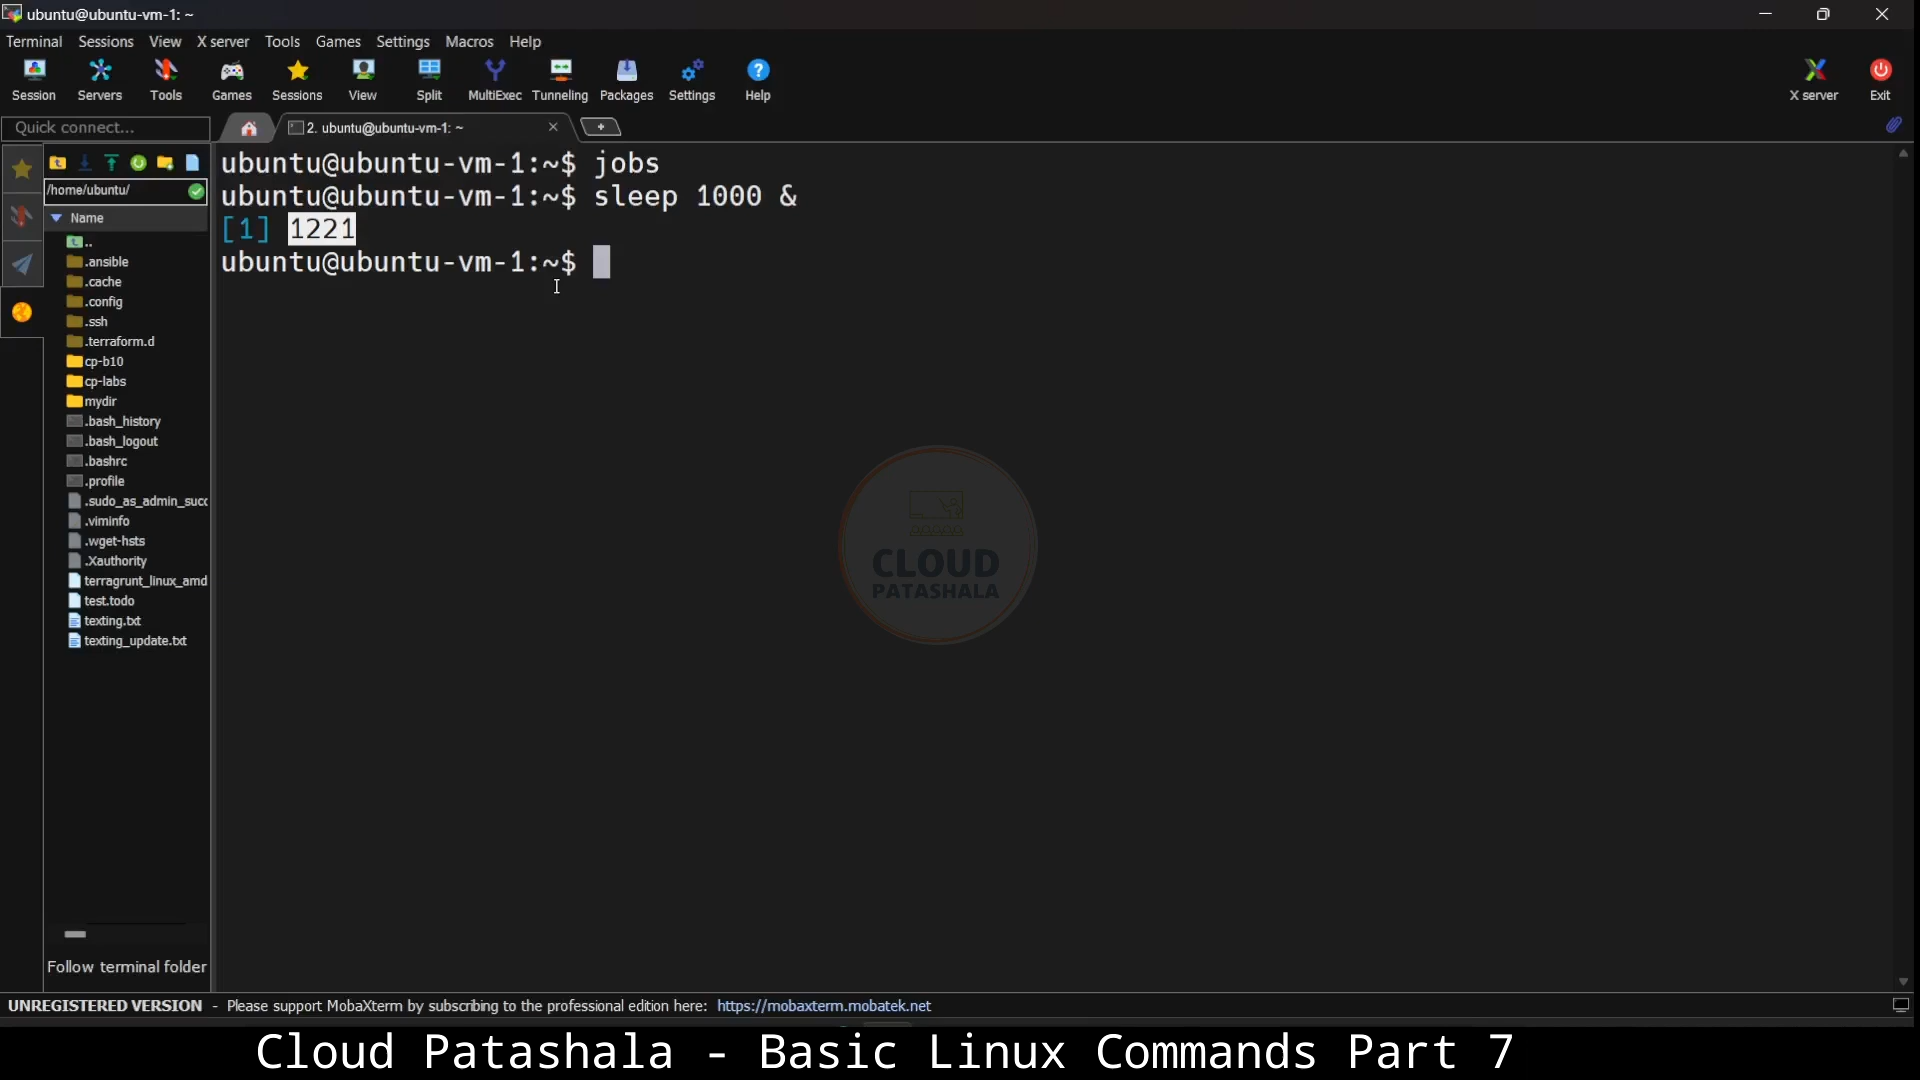 ubuntu@ubuntu-vm-1: ~
Terminal Sessions View X server Tools Games Settings Macros Help
Session Servers Tools Games Sessions View Split MultiExec Tunneling Packages Settings Help X server Exit
Quick connect...
2. ubuntu@ubuntu-vm-1: ~
/home/ubuntu/
Name
..
.ansible
.cache
.config
.ssh
.terraform.d
cp-b10
cp-labs
mydir
.bash_history
.bash_logout
.bashrc
.profile
.sudo_as_admin_succ
.viminfo
.wget-hsts
.Xauthority
terragrunt_linux_amd
test.todo
texting.txt
texting_update.txt
Follow terminal folder
ubuntu@ubuntu-vm-1:~$ jobs
ubuntu@ubuntu-vm-1:~$ sleep 1000 &
[1] 1221
ubuntu@ubuntu-vm-1:~$
CLOUD
PATASHALA
UNREGISTERED VERSION - Please support MobaXterm by subscribing to the professional edition here: https://mobaxterm.mobatek.net
Cloud Patashala - Basic Linux Commands Part 7